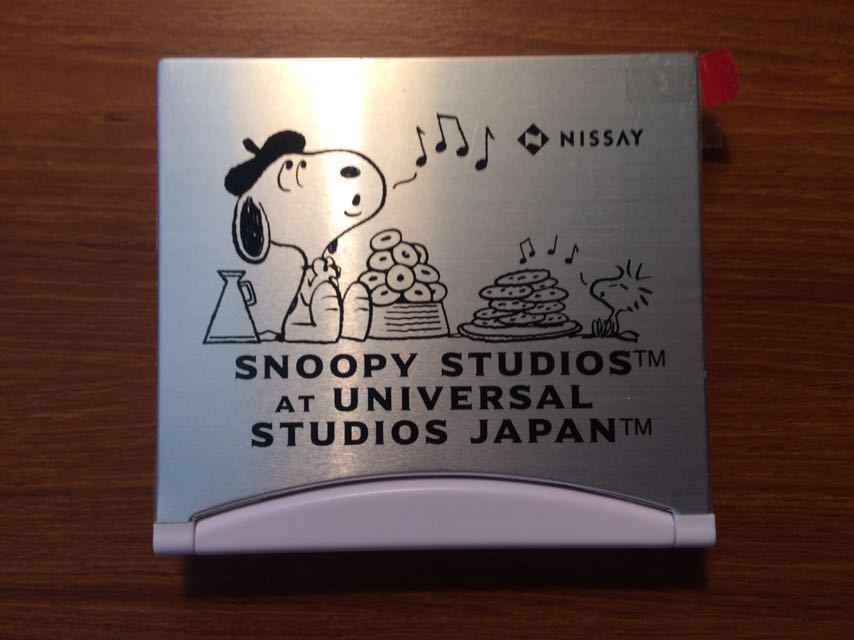 NISSAY
SNOOPY STUDIOS™
AT UNIVERSAL
STUDIOS JAPAN™